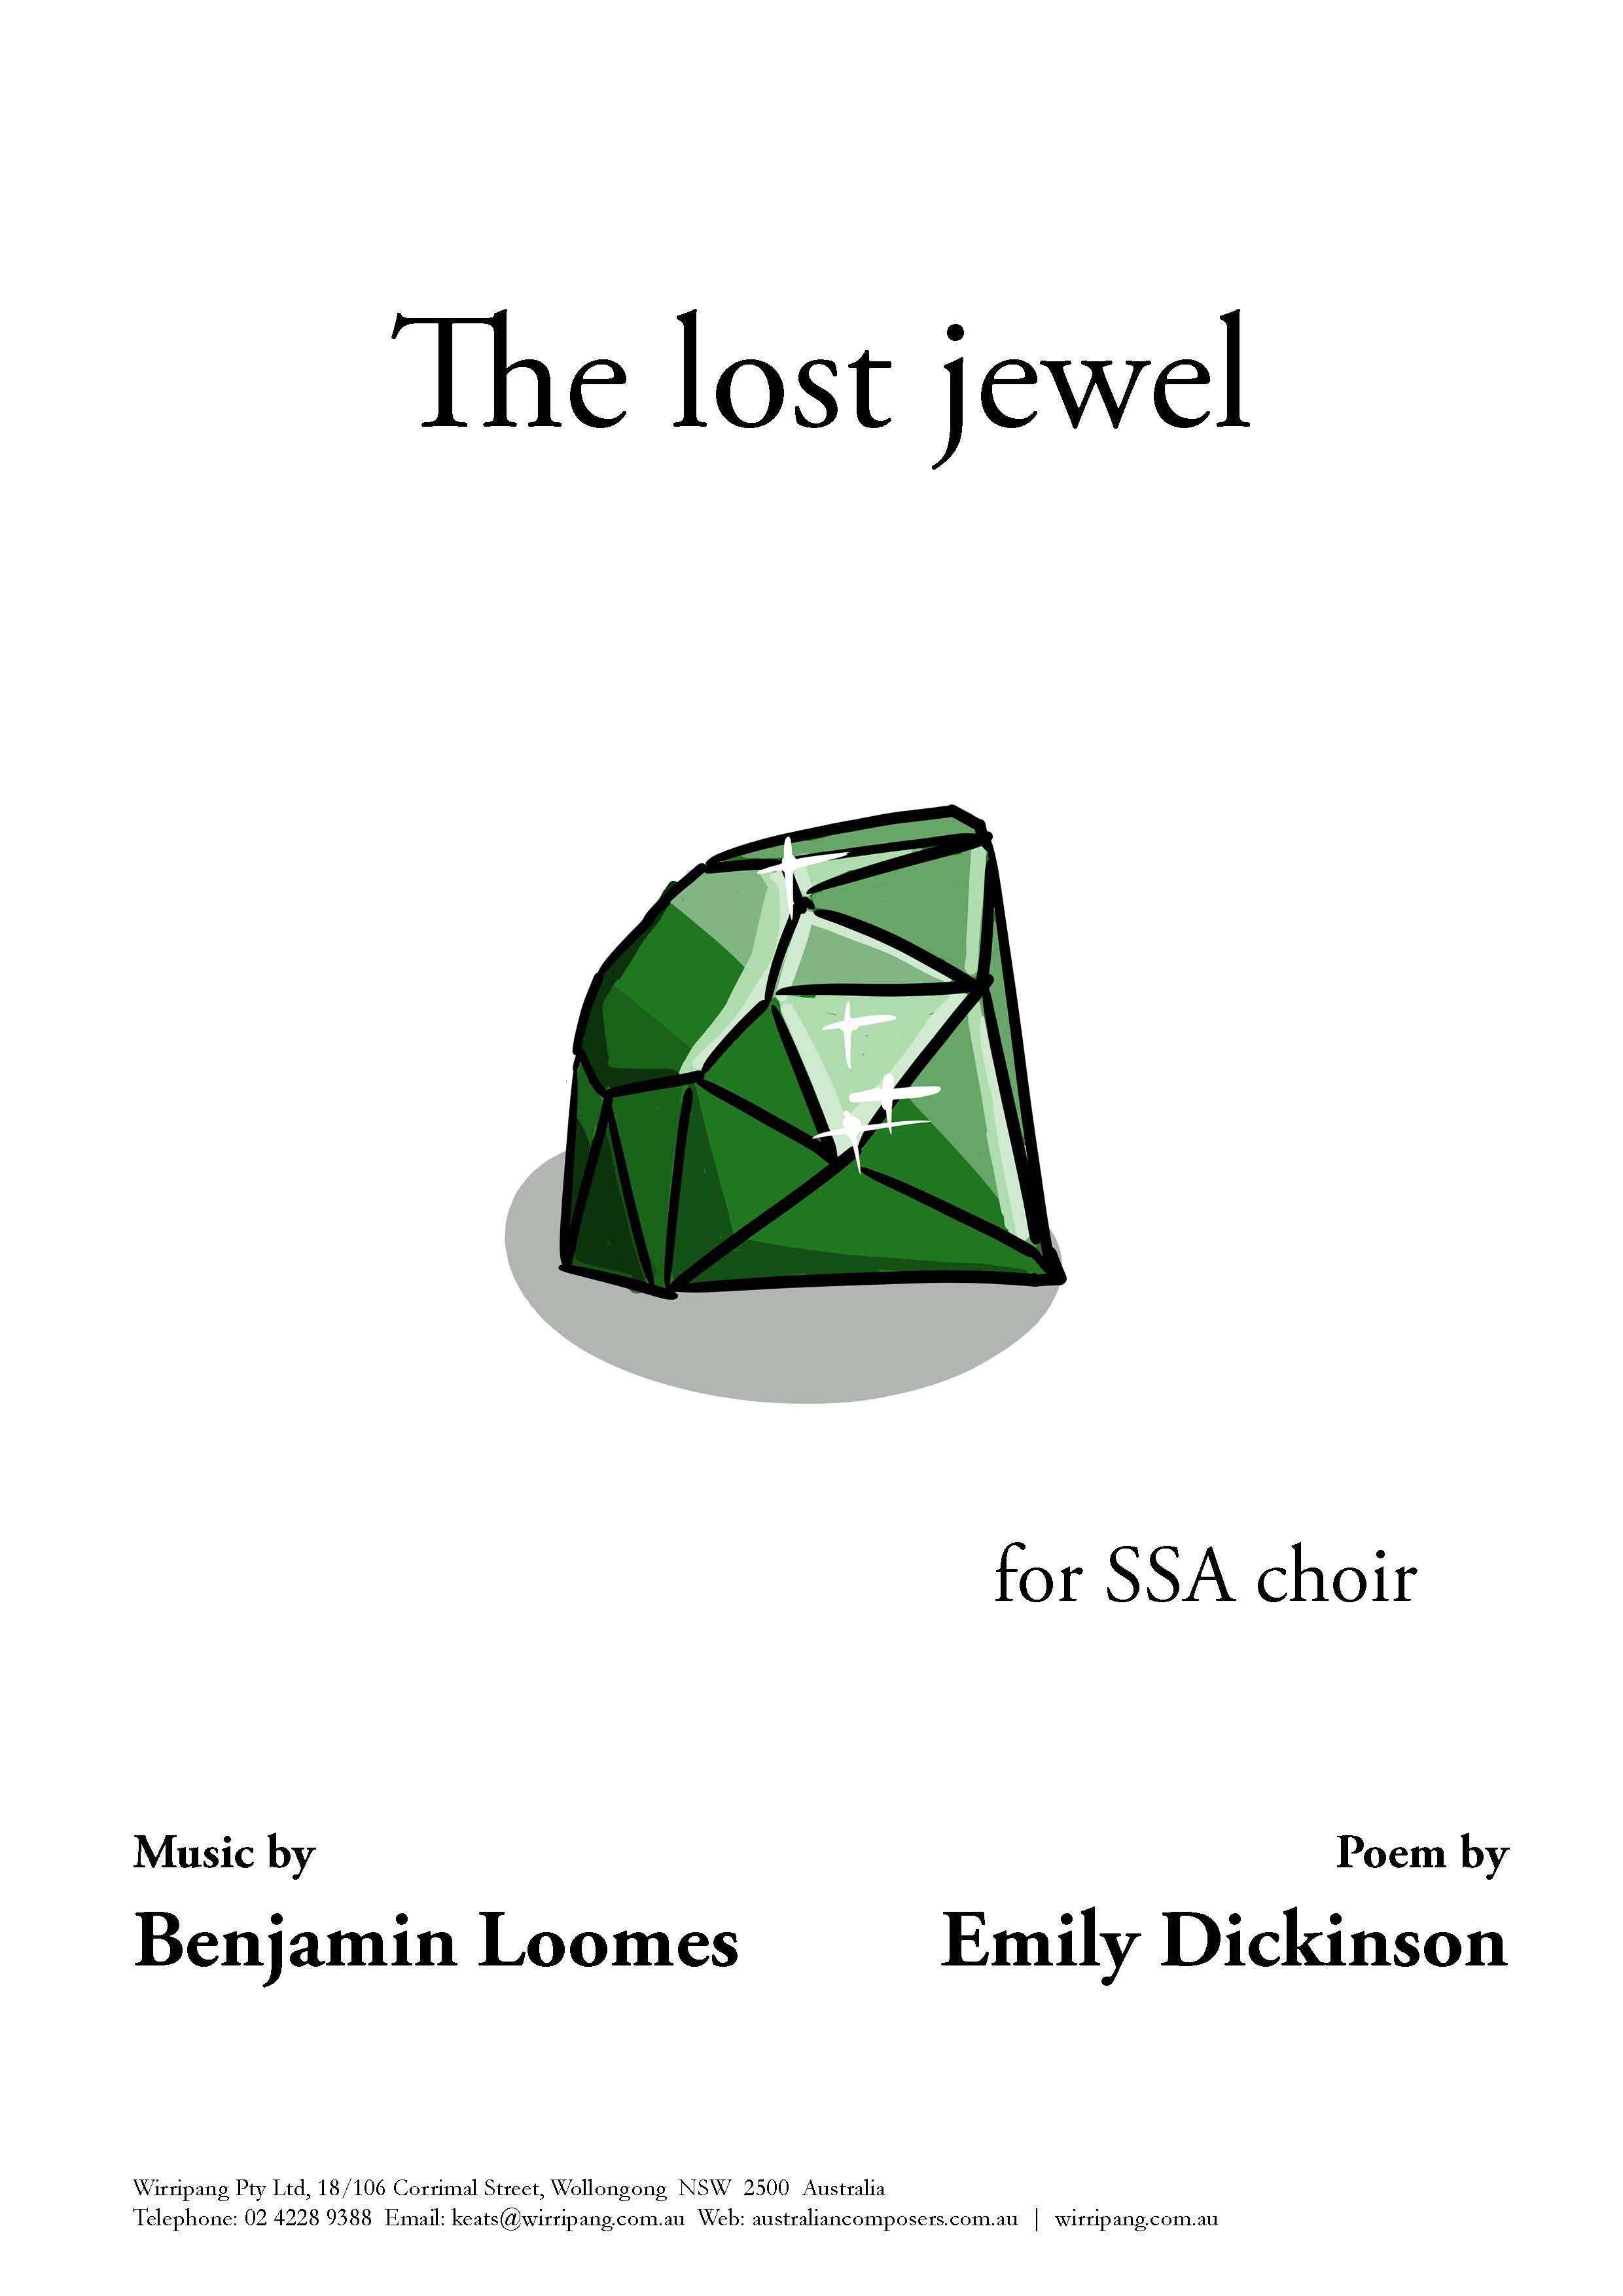 The lost jewel
for SSA choir
Music by
Poem by
Benjamin Loomes
Emily Dickinson
Wirripang Pty Ltd, 18/106 Corrimal Street, Wollongong NSW 2500 Australia
Telephone: 02 4228 9388 Email: keats@wirripang.com.au Web: australiancomposers.com.au | wirripang.com.au